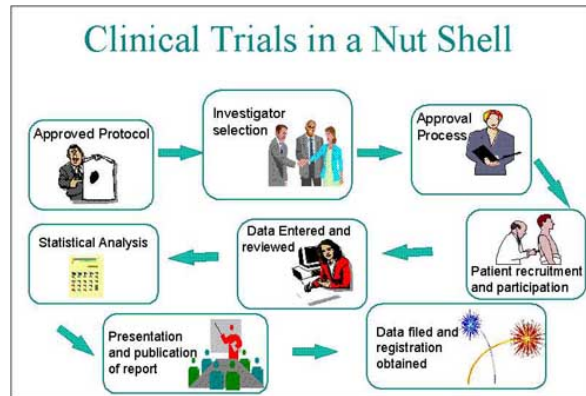 Clinical Trials in a Nut Shell
Approved Protocol
Investigator
selection
Approval
Process
Patient recruitment
and participation
Data Entered and
reviewed
Statistical Analysis
Presentation
and publication
of report
Data filed and
registration
obtained